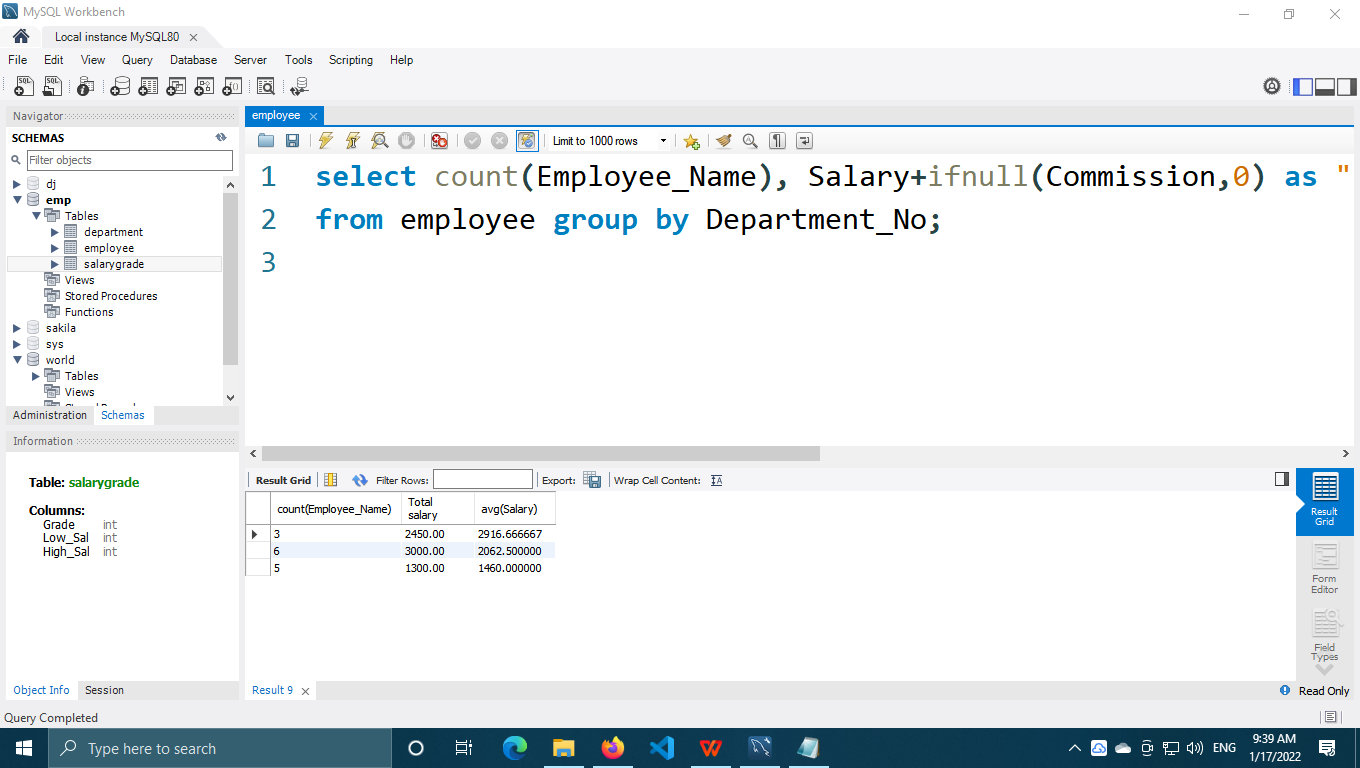 MySQL Workbench
Local instance MySQL80
File Edit View Query Database Server Tools Scripting Help
Navigator
SCHEMAS
Filter objects
dj
emp
Tables
department
employee
salarygrade
Views
Stored Procedures
Functions
sakila
sys
world
Tables
Views
Administration Schemas
Information
Table: salarygrade
Columns:
Grade int
Low_Sal int
High_Sal int
Object Info Session
Query Completed
employee
Limit to 1000 rows
1 select count(Employee_Name), Salary+ifnull(Commission,0) as "
2 from employee group by Department_No;
3
Result Grid Filter Rows: Export: Wrap Cell Content:
count(Employee_Name) Total salary avg(Salary)
3 2450.00 2916.666667
6 3000.00 2062.500000
5 1300.00 1460.000000
Result Grid
Form Editor
Field Types
Result 9
Read Only
Type here to search
ENG
9:39 AM
1/17/2022